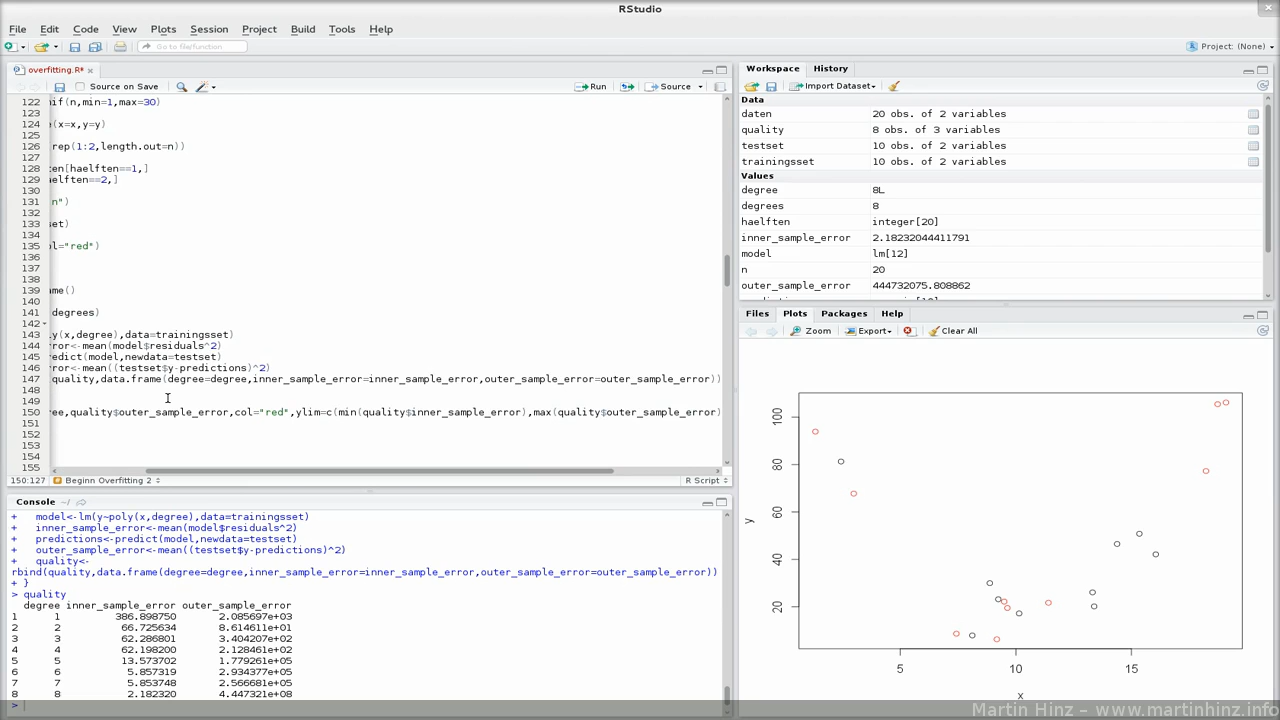 RStudio
File Edit Code View Plots Session Project Build Tools Help
Go to file/function
Project: (None)
overfitting.R*
Source on Save
Run
Source
122 nif(n,min=1,max=30)
123
124 e(x=x,y=y)
125
126 rep(1:2,length.out=n))
127
128 ten[haelften==1,]
129 aelften==2,]
130
131 n")
132
133 set)
134
135 ol="red")
136
137
138
139 ame()
140
141 degrees)
142
143 ly(x,degree),data=trainingsset)
144 rror<-mean(model$residuals^2)
145 redict(model,newdata=testset)
146 rror<-mean((testset$y-predictions)^2)
147 quality,data.frame(degree=degree,inner_sample_error=inner_sample_error,outer_sample_error=outer_sample_error))
148
149
150 ree,quality$outer_sample_error,col="red",ylim=c(min(quality$inner_sample_error),max(quality$outer_sample_error)
151
152
153
154
155
150:127 Beginn Overfitting 2 R Script
Console ~/
+ model<-lm(y~poly(x,degree),data=trainingsset)
+ inner_sample_error<-mean(model$residuals^2)
+ predictions<-predict(model,newdata=testset)
+ outer_sample_error<-mean((testset$y-predictions)^2)
+ quality<-
rbind(quality,data.frame(degree=degree,inner_sample_error=inner_sample_error,outer_sample_error=outer_sample_error))
+ }
> quality
degree inner_sample_error outer_sample_error
1 1 386.898750 2.085697e+03
2 2 66.725634 8.614611e+01
3 3 62.286801 3.404207e+02
4 4 62.198200 2.128461e+02
5 5 13.573702 1.779261e+05
6 6 5.857319 2.934377e+05
7 7 5.853748 2.566681e+05
8 8 2.182320 4.447321e+08
>
Workspace History
Import Dataset
Data
daten 20 obs. of 2 variables
quality 8 obs. of 3 variables
testset 10 obs. of 2 variables
trainingsset 10 obs. of 2 variables
Values
degree 8L
degrees 8
haelften integer[20]
inner_sample_error 2.18232044411791
model lm[12]
n 20
outer_sample_error 444732075.808862
Files Plots Packages Help
Zoom Export Clear All
100
80
60
40
20
y
5 10 15
x
Martin Hinz - www.martinhinz.info